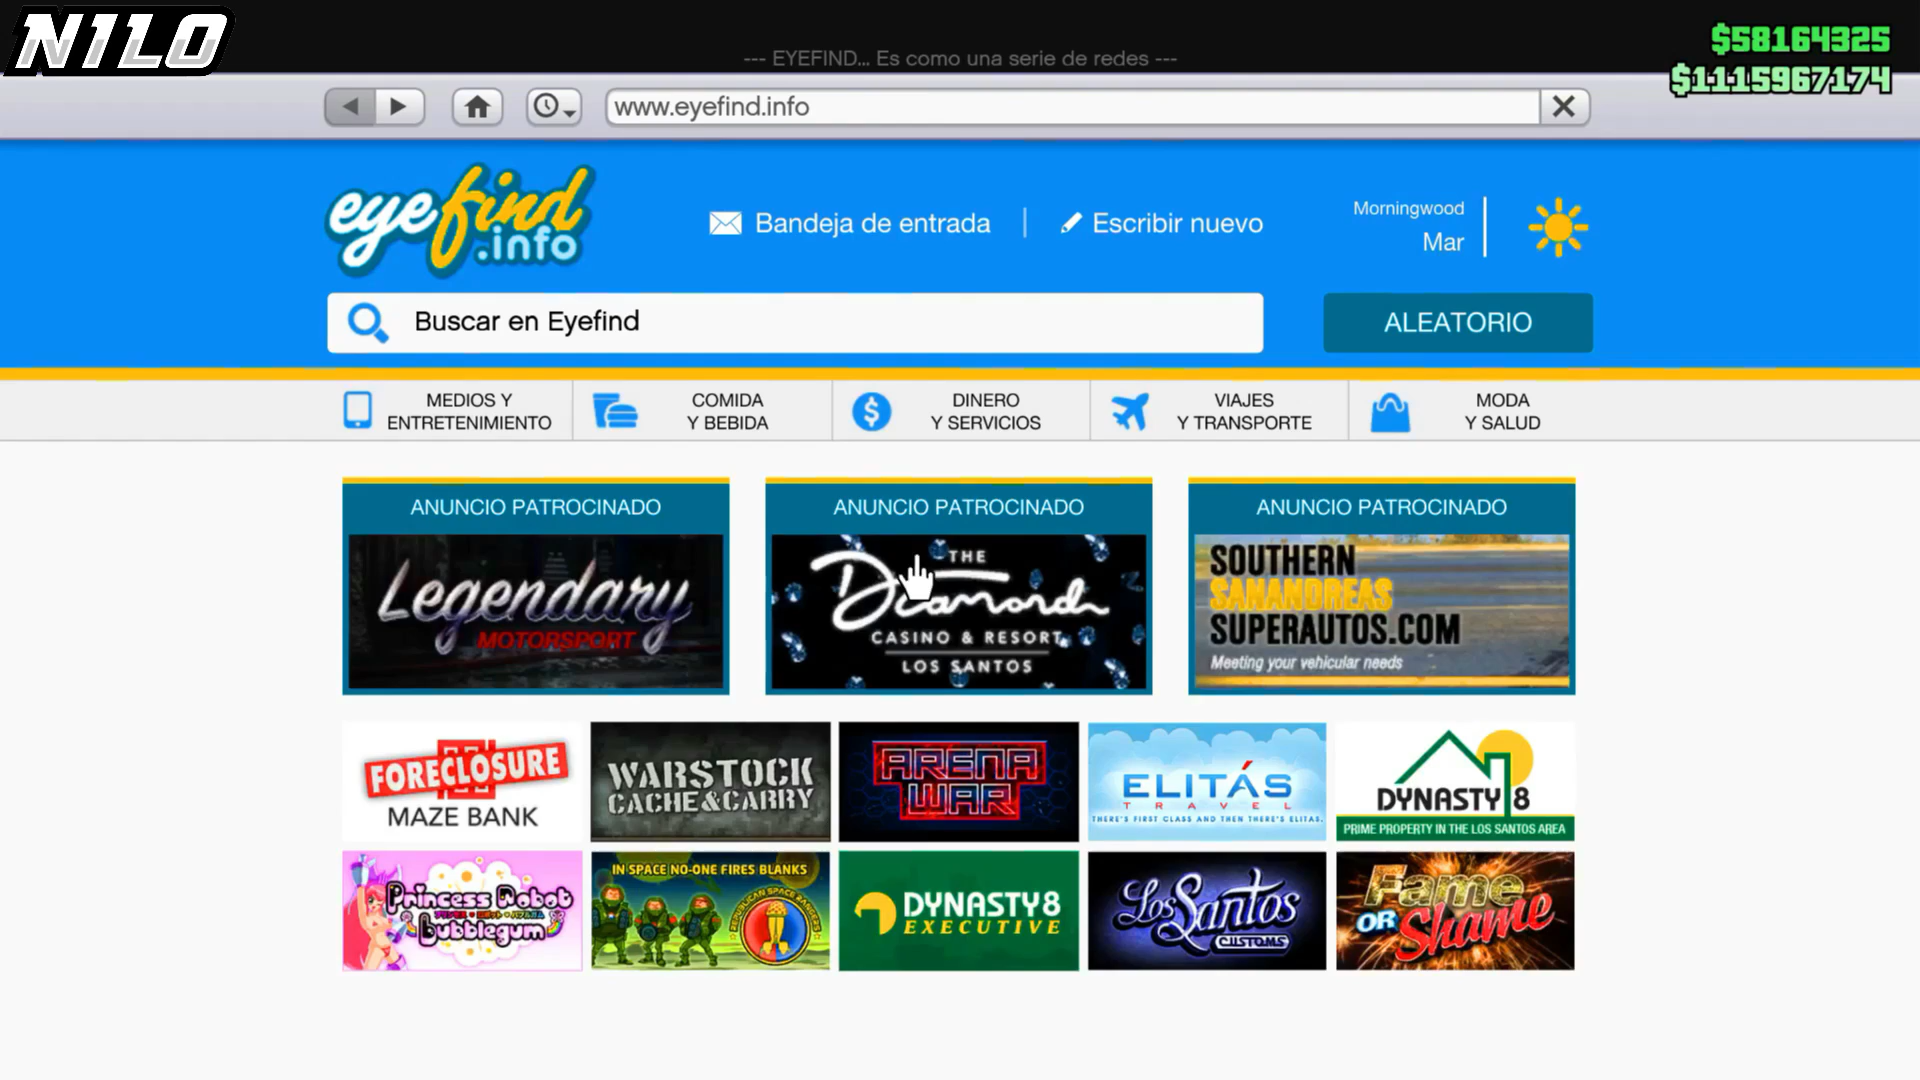 N1LO
$58164325
$1115967174
--- EYEFIND... Es como una serie de redes ---
www.eyefind.info
eyefind
.info
Bandeja de entrada
Escribir nuevo
Morningwood
Mar
Buscar en Eyefind
ALEATORIO
MEDIOS Y
ENTRETENIMIENTO
COMIDA
Y BEBIDA
DINERO
Y SERVICIOS
VIAJES
Y TRANSPORTE
MODA
Y SALUD
ANUNCIO PATROCINADO
Legendary
MOTORSPORT
ANUNCIO PATROCINADO
THE
Diamond
CASINO & RESORT
LOS SANTOS
ANUNCIO PATROCINADO
SOUTHERN
SANANDREAS
SUPERAUTOS.COM
Meeting your vehicular needs
FORECLOSURE
MAZE BANK
WARSTOCK
CACHE&CARRY
ARENA
WAR
ELITÁS
TRAVEL
THERE'S FIRST CLASS AND THEN THERE'S ELITAS.
DYNASTY 8
PRIME PROPERTY IN THE LOS SANTOS AREA
Princess Robot
Bubblegum
IN SPACE NO-ONE FIRES BLANKS
REPUBLICAN SPACE RANGERS
DYNASTY8
EXECUTIVE
Los Santos
CUSTOMS
Fame
OR Shame